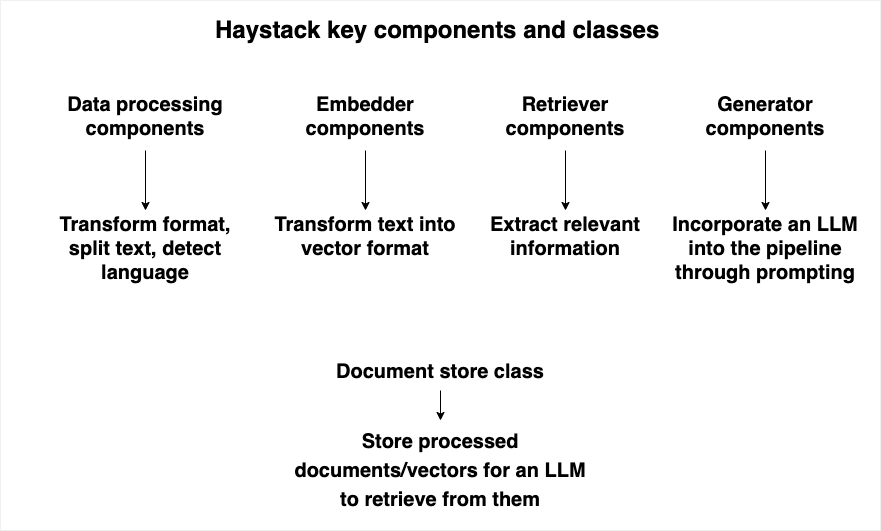 Haystack key components and classes
Data processing
components
Transform format,
split text, detect
language
Embedder
components
Transform text into
vector format
Retriever
components
Extract relevant
information
Generator
components
Incorporate an LLM
into the pipeline
through prompting
Document store class
Store processed
documents/vectors for an LLM
to retrieve from them